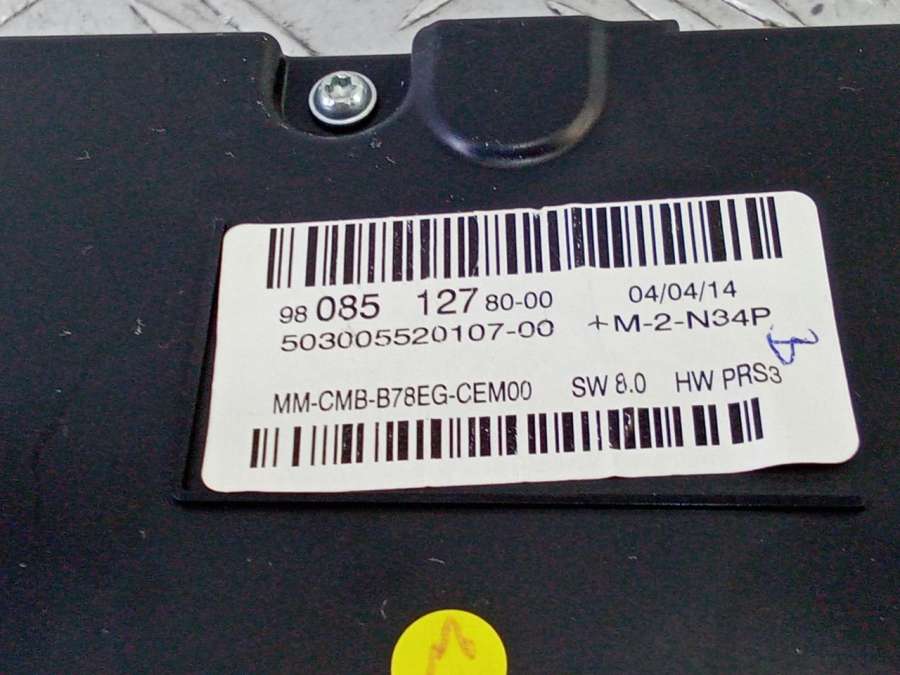 98 085 127 80-00 04/04/14
503005520107-00 +M-2-N34P
MM-CMB-B78EG-CEM00 SW 8.0 HW PRS3